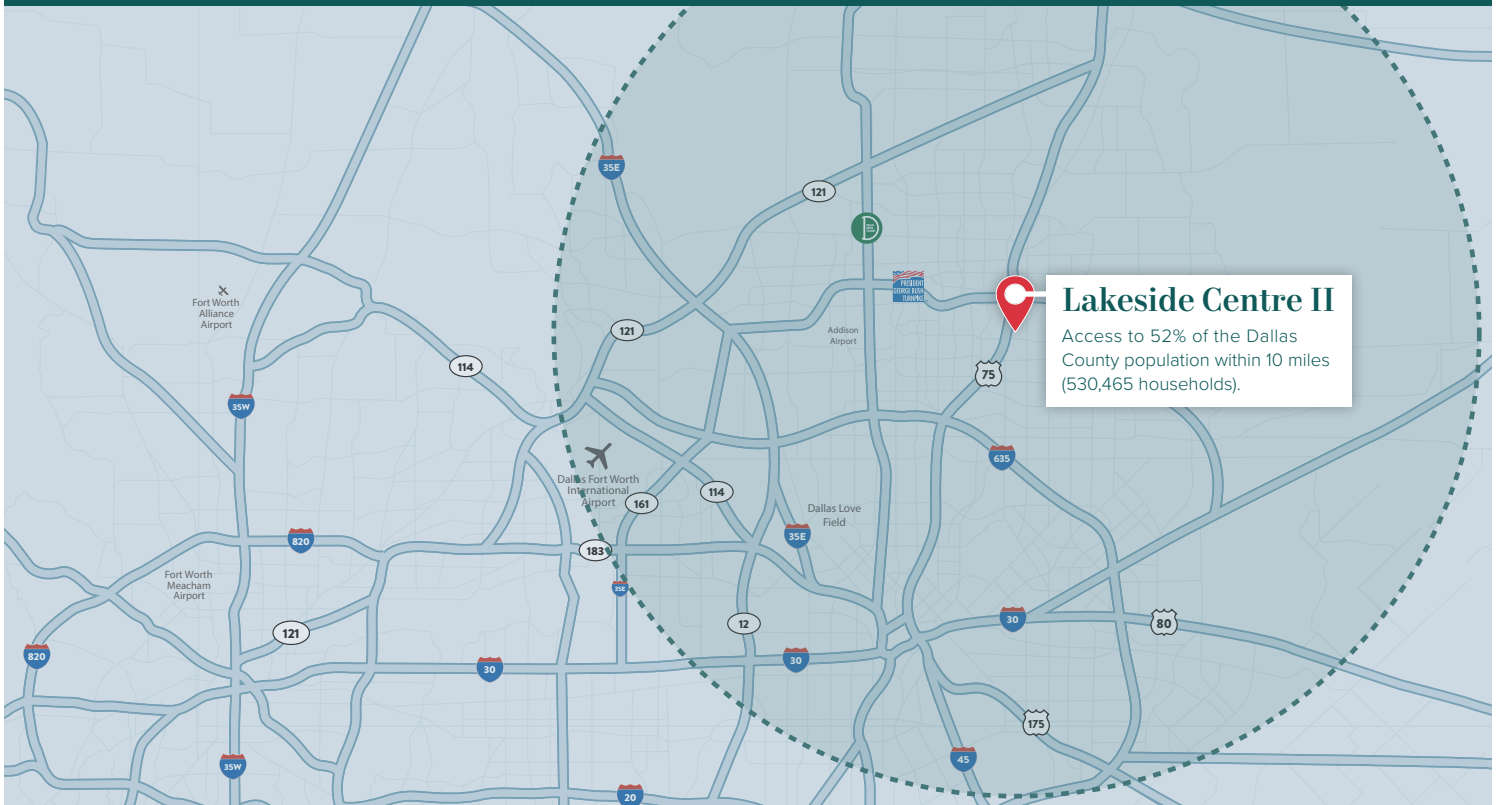 35E
121
PRESIDENT
GEORGE BUSH
TURNPIKE
Lakeside Centre II
Access to 52% of the Dallas
County population within 10 miles
(530,465 households).
Fort Worth
Alliance
Airport
121
Addison
Airport
114
75
35W
Dallas Fort Worth
International
Airport
635
161
114
Dallas Love
Field
35E
820
183
Fort Worth
Meacham
Airport
35E
12
30
80
121
820
30
30
175
35W
45
20